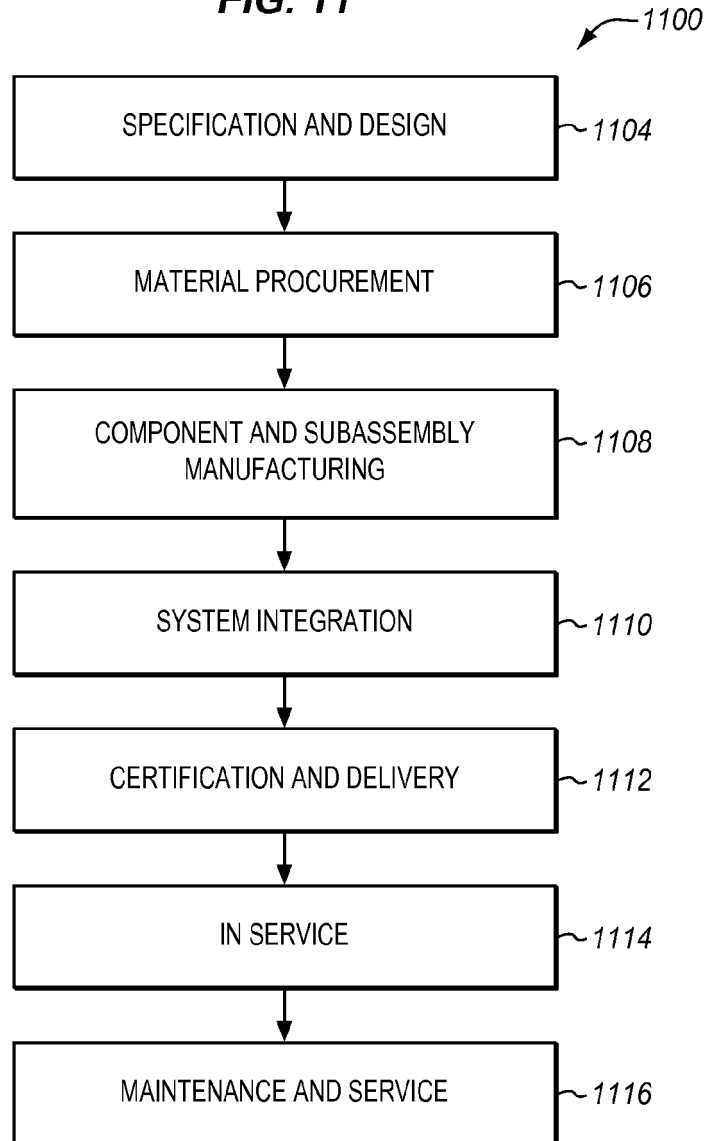 FIG. 11
1100
SPECIFICATION AND DESIGN
1104
MATERIAL PROCUREMENT
1106
COMPONENT AND SUBASSEMBLY
MANUFACTURING
1108
SYSTEM INTEGRATION
1110
CERTIFICATION AND DELIVERY
1112
IN SERVICE
1114
MAINTENANCE AND SERVICE
1116